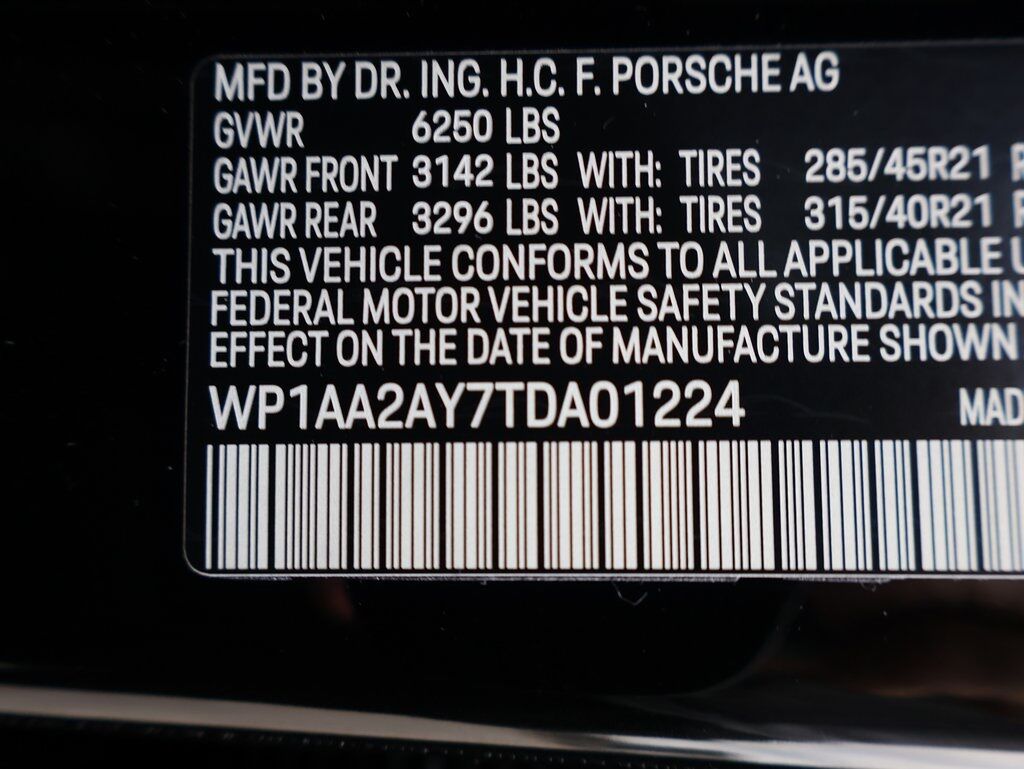 MFD BY DR. ING. H.C. F. PORSCHE AG
GVWR 6250 LBS
GAWR FRONT 3142 LBS WITH: TIRES 285/45R21
GAWR REAR 3296 LBS WITH: TIRES 315/40R21
THIS VEHICLE CONFORMS TO ALL APPLICABLE
FEDERAL MOTOR VEHICLE SAFETY STANDARDS IN
EFFECT ON THE DATE OF MANUFACTURE SHOWN
WP1AA2AY7TDA01224